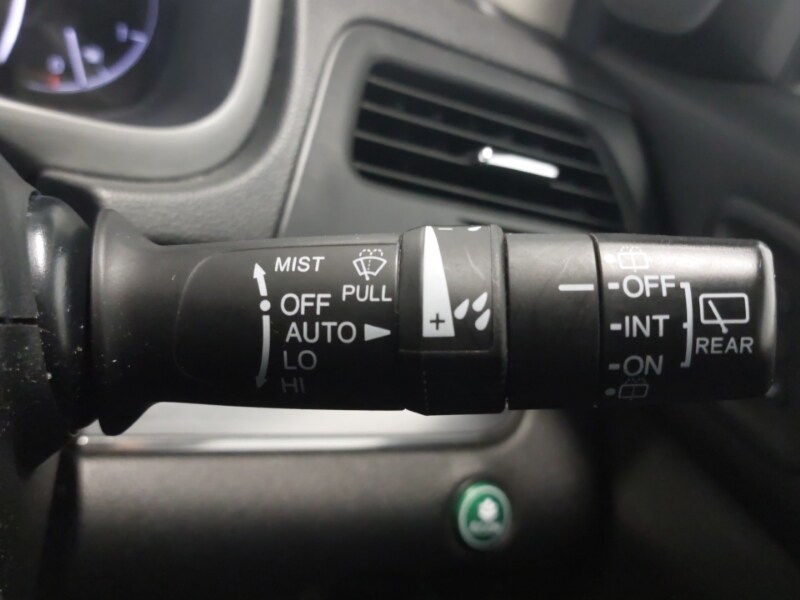 MIST
PULL
OFF
AUTO
LO
HI
+
OFF
INT
ON
REAR